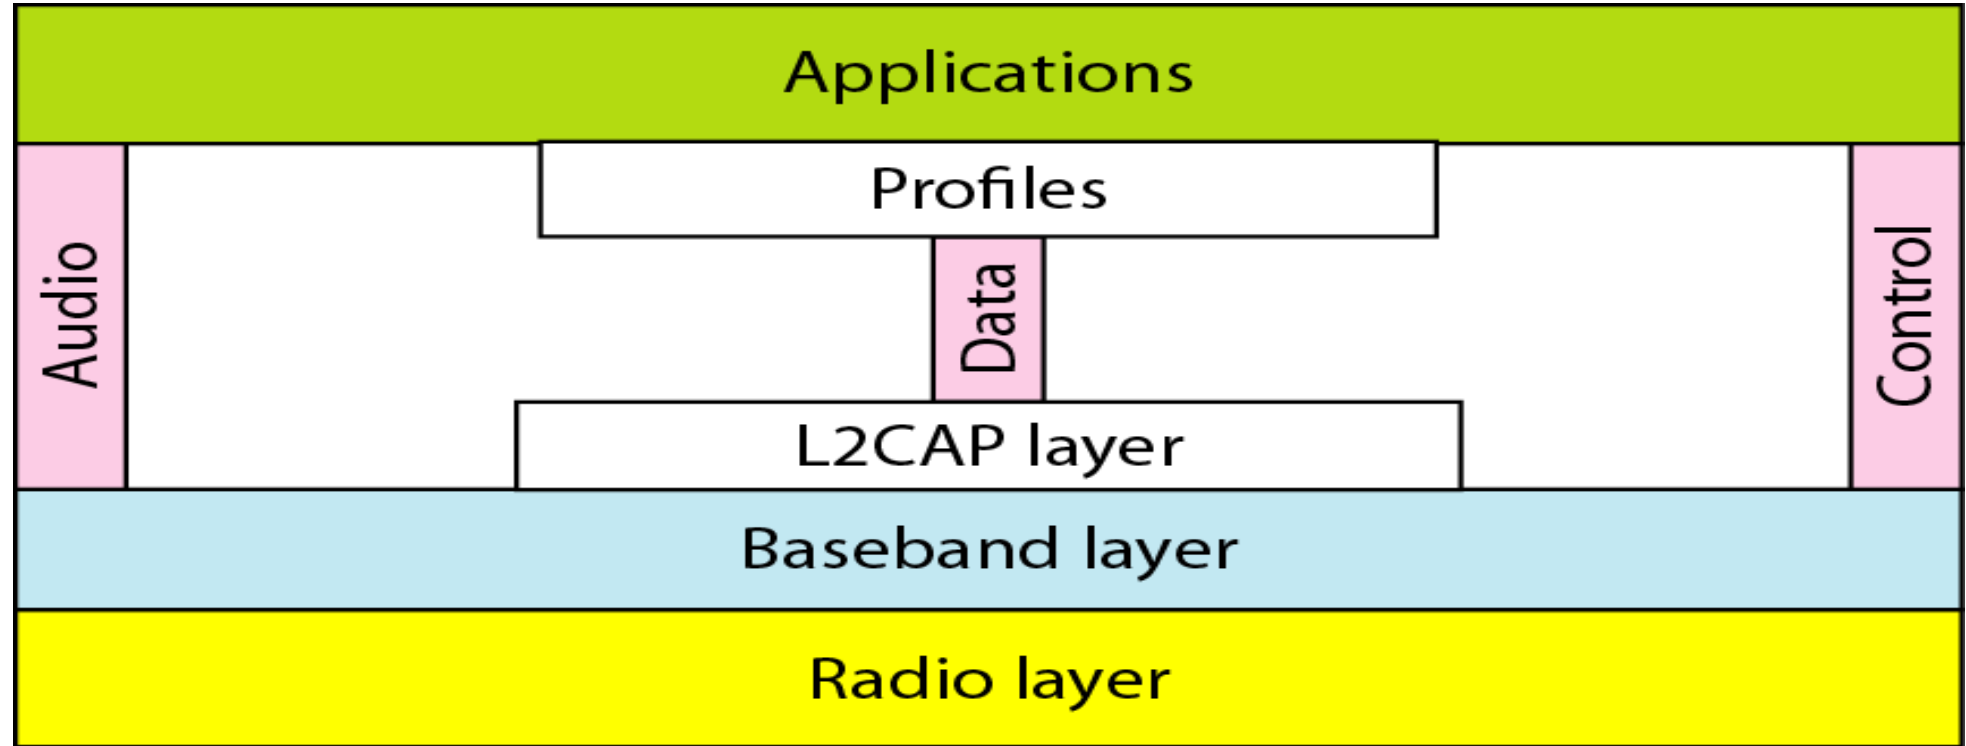 Applications
Profiles
Audio
Data
Control
L2CAP layer
Baseband layer
Radio layer